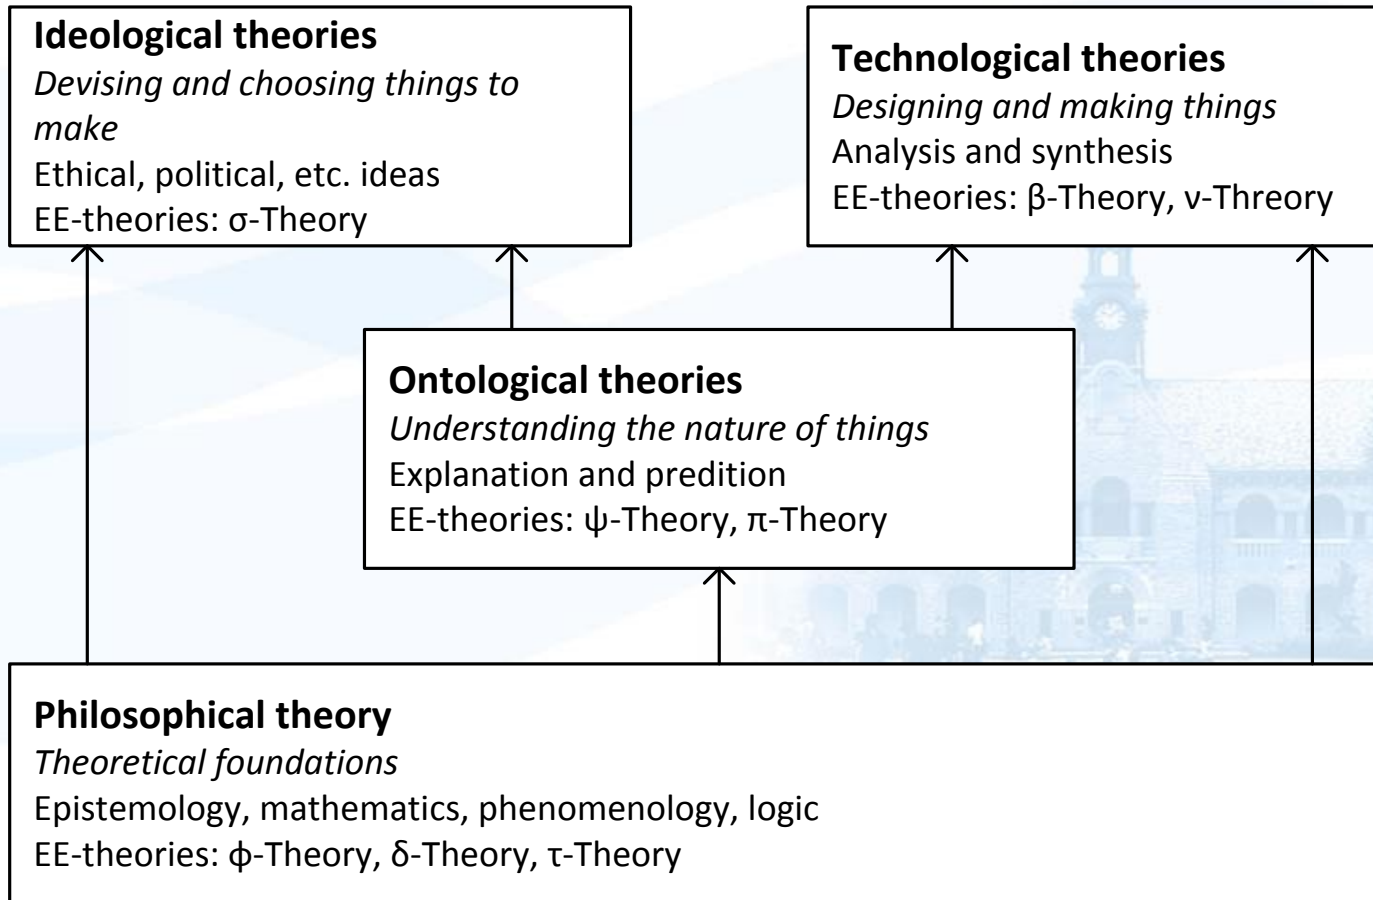 Ideological theories
Devising and choosing things to
make
Ethical, political, etc. ideas
EE-theories: σ-Theory
Technological theories
Designing and making things
Analysis and synthesis
EE-theories: β-Theory, ν-Threory
Ontological theories
Understanding the nature of things
Explanation and predition
EE-theories: ψ-Theory, π-Theory
Philosophical theory
Theoretical foundations
Epistemology, mathematics, phenomenology, logic
EE-theories: ϕ-Theory, δ-Theory, τ-Theory